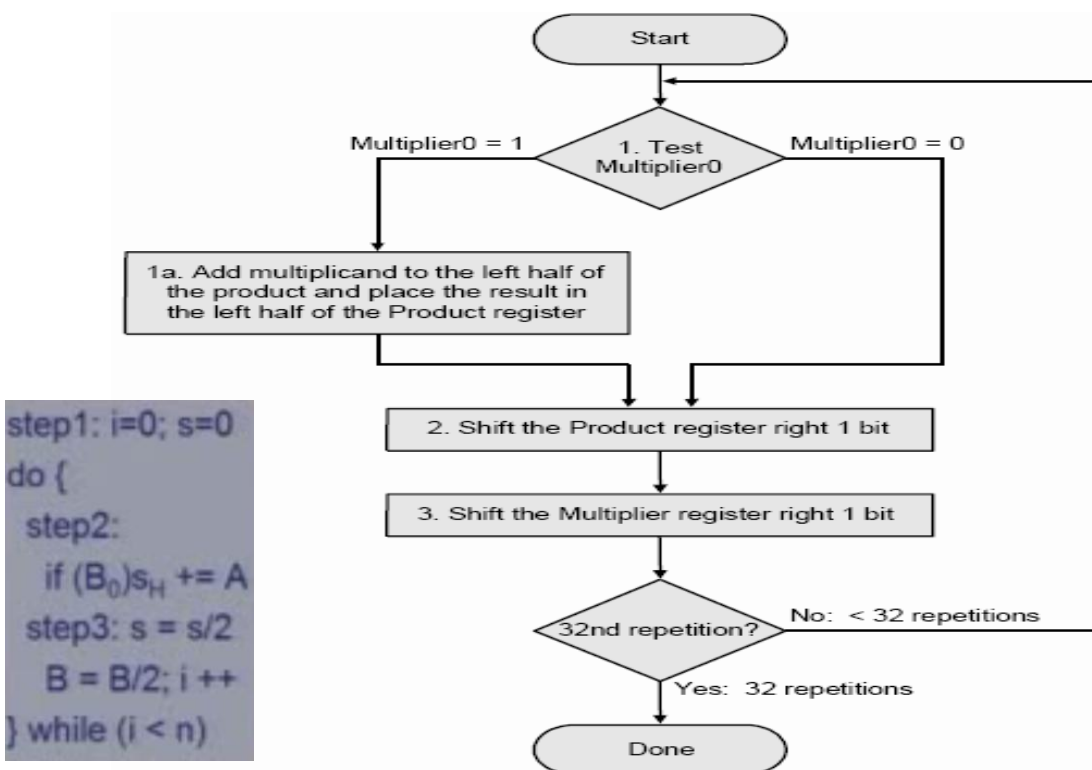 Start
Multiplier0 = 1
1. Test
Multiplier0
Multiplier0 = 0
1a. Add multiplicand to the left half of
the product and place the result in
the left half of the Product register
2. Shift the Product register right 1 bit
3. Shift the Multiplier register right 1 bit
32nd repetition?
No: < 32 repetitions
Yes: 32 repetitions
Done
step1: i=0; s=0
do {
step2:
if (B₀)s_H += A
step3: s = s/2
B = B/2; i ++
} while (i < n)